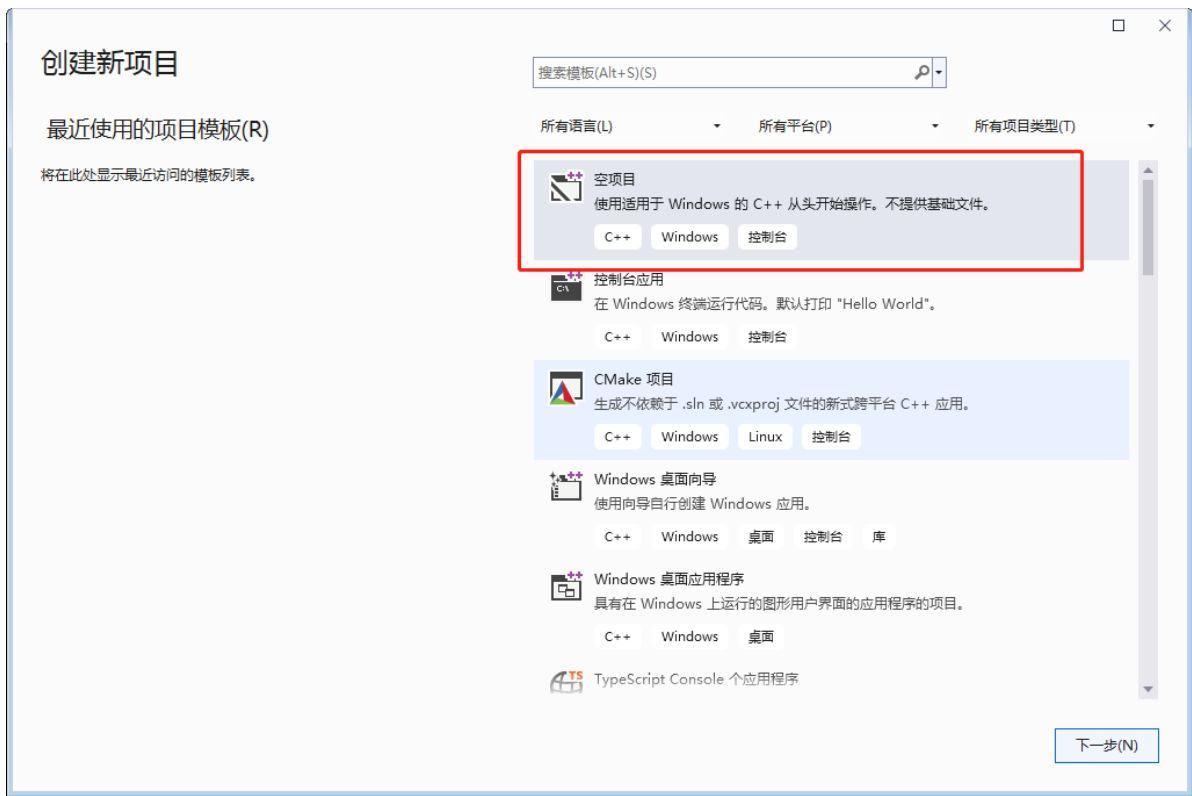 创建新项目
搜索模板(Alt+S)(S)
最近使用的项目模板(R)
所有语言(L) 所有平台(P) 所有项目类型(T)
将在此处显示最近访问的模板列表。
空项目
使用适用于 Windows 的 C++ 从头开始操作。不提供基础文件。
C++ Windows 控制台
控制台应用
在 Windows 终端运行代码。默认打印 "Hello World"。
C++ Windows 控制台
CMake 项目
生成不依赖于 .sln 或 .vcxproj 文件的新式跨平台 C++ 应用。
C++ Windows Linux 控制台
Windows 桌面向导
使用向导自行创建 Windows 应用。
C++ Windows 桌面 控制台 库
Windows 桌面应用程序
具有在 Windows 上运行的图形用户界面的应用程序的项目。
C++ Windows 桌面
TypeScript Console 个应用程序
下一步(N)